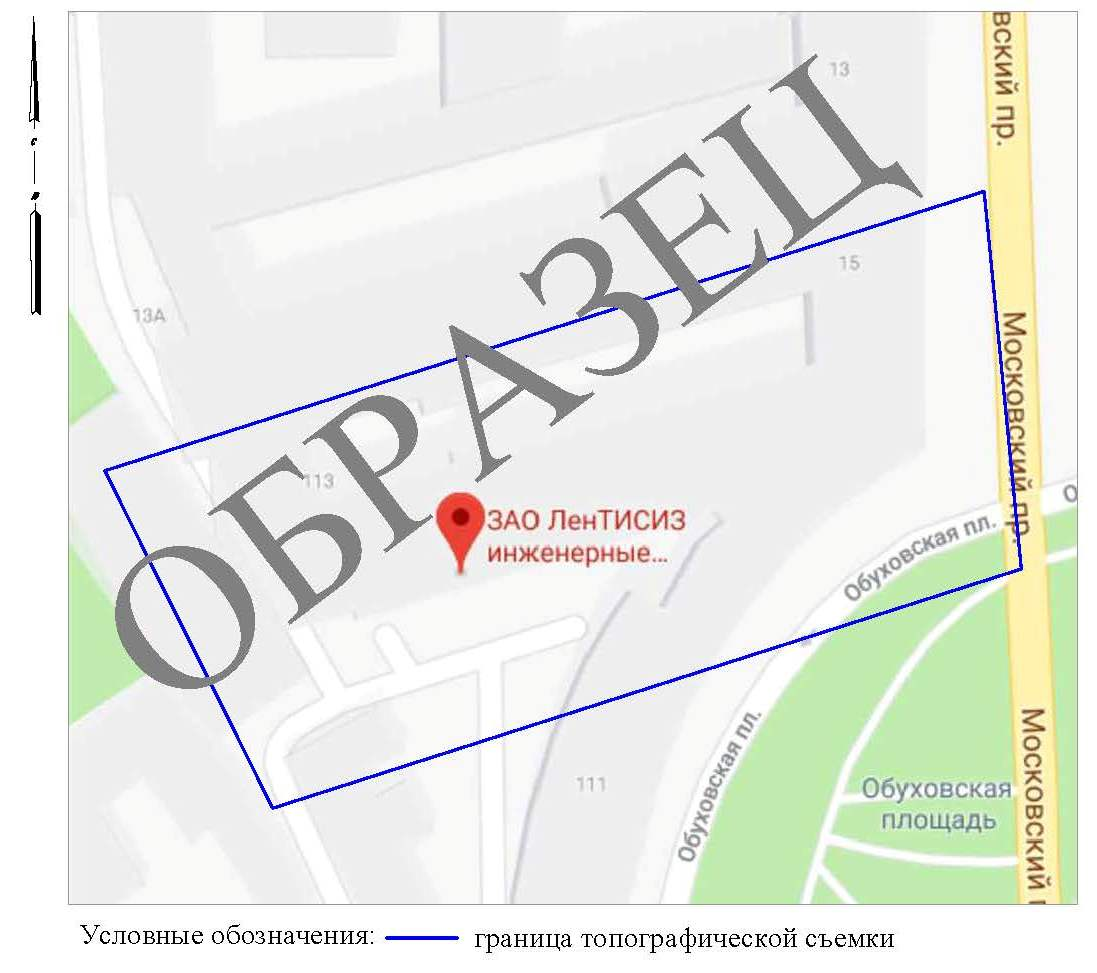 вский пр.
13
15
13А
Московский пр.
113
ОБРАЗЕЦ
ЗАО ЛенТИСИЗ
инженерные...
Обуховская пл.
О
111
Обуховская пл.
Обуховская
площадь
Московский п
Условные обозначения: граница топографической съемки